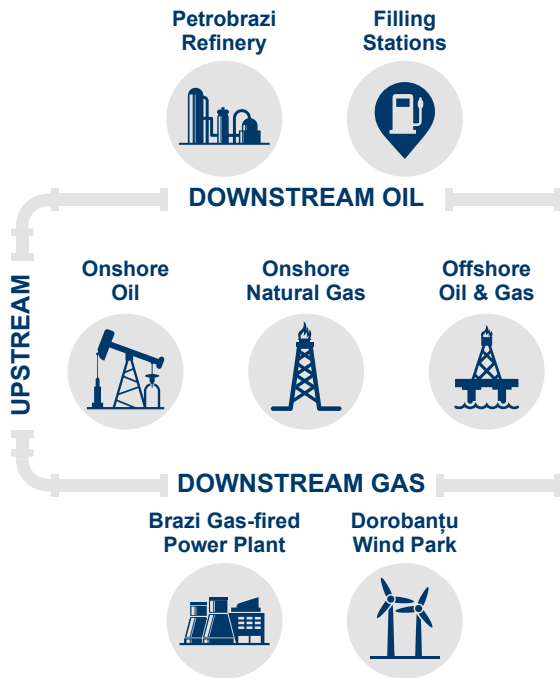 Petrobrazi
Refinery
Filling
Stations
DOWNSTREAM OIL
UPSTREAM
Onshore
Oil
Onshore
Natural Gas
Offshore
Oil & Gas
DOWNSTREAM GAS
Brazi Gas-fired
Power Plant
Dorobanțu
Wind Park